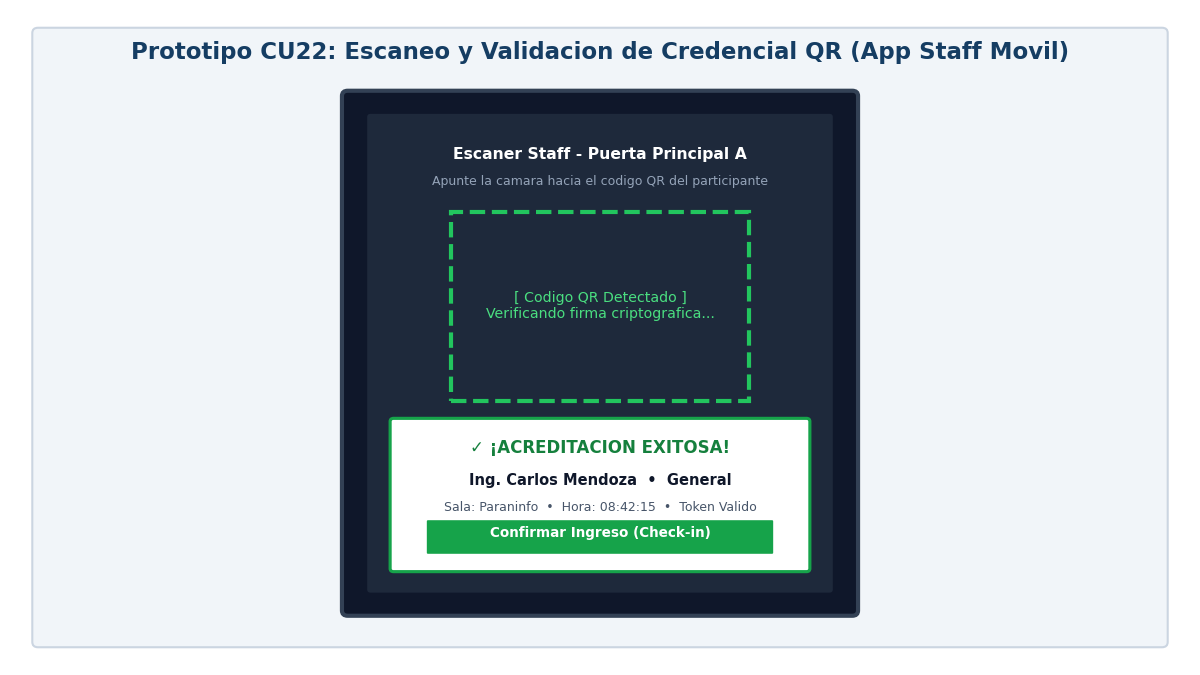 Prototipo CU22: Escaneo y Validacion de Credencial QR (App Staff Movil)
Escaner Staff - Puerta Principal A
Apunte la camara hacia el codigo QR del participante
[ Codigo QR Detectado ]
Verificando firma criptografica...
✓ ¡ACREDITACION EXITOSA!
Ing. Carlos Mendoza • General
Sala: Paraninfo • Hora: 08:42:15 • Token Valido
Confirmar Ingreso (Check-in)